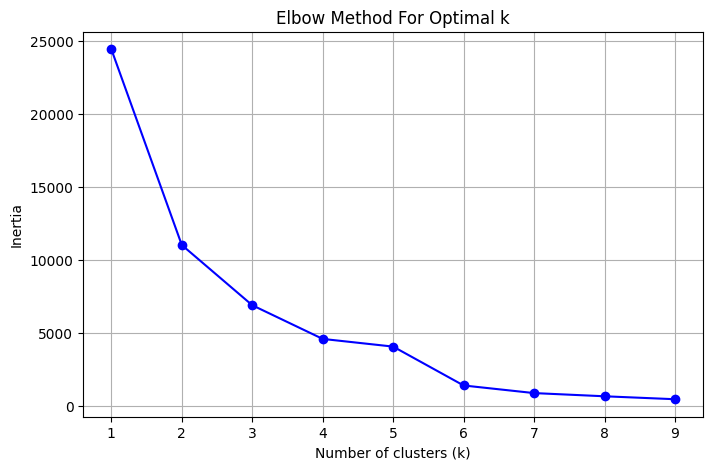 Elbow Method For Optimal k
25000
20000
15000
10000
5000
0
Inertia
1 2 3 4 5 6 7 8 9
Number of clusters (k)